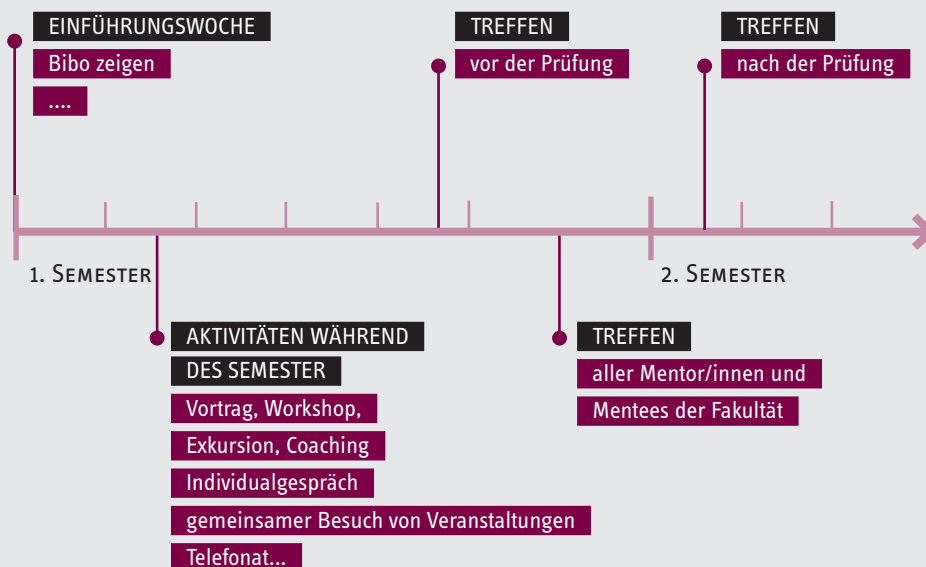 EINFÜHRUNGSWOCHE
Bibo zeigen
....
TREFFEN
vor der Prüfung
TREFFEN
nach der Prüfung
1. SEMESTER
2. SEMESTER
AKTIVITÄTEN WÄHREND
DES SEMESTER
Vortrag, Workshop,
Exkursion, Coaching
Individualgespräch
gemeinsamer Besuch von Veranstaltungen
Telefonat...
TREFFEN
aller Mentor/innen und
Mentees der Fakultät